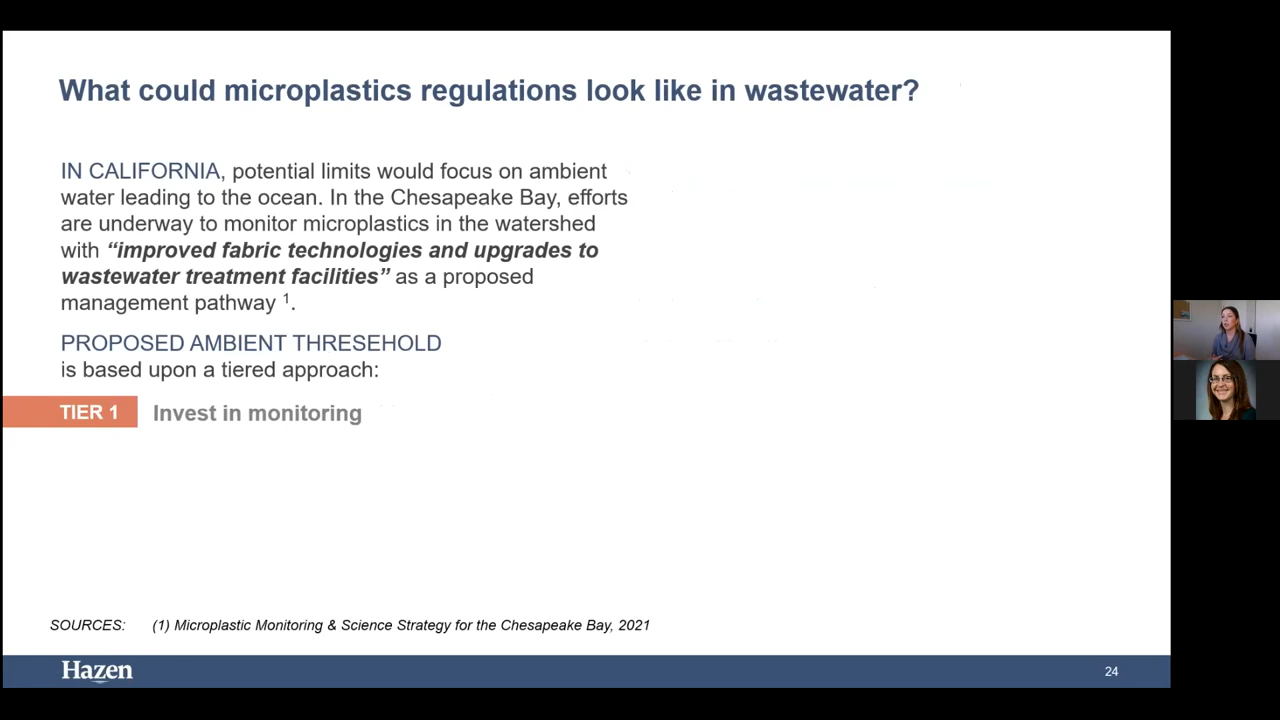 What could microplastics regulations look like in wastewater?
IN CALIFORNIA, potential limits would focus on ambient
water leading to the ocean. In the Chesapeake Bay, efforts
are underway to monitor microplastics in the watershed
with “improved fabric technologies and upgrades to
wastewater treatment facilities” as a proposed
management pathway 1.
PROPOSED AMBIENT THRESEHOLD
is based upon a tiered approach:
TIER 1 Invest in monitoring
SOURCES: (1) Microplastic Monitoring & Science Strategy for the Chesapeake Bay, 2021
Hazen 24